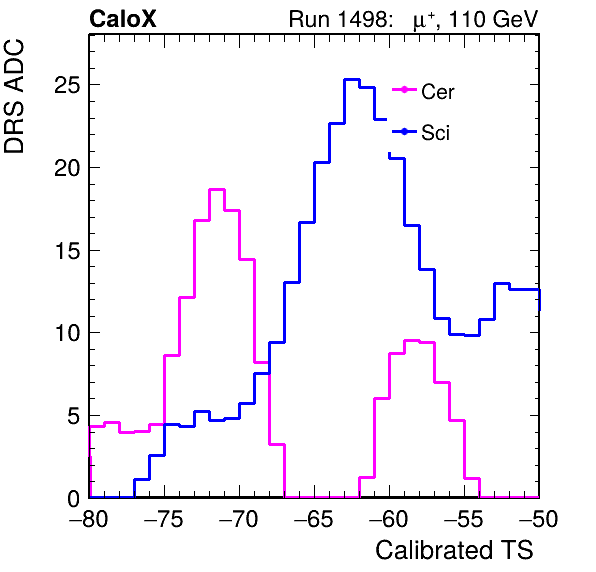 CaloX Run 1498: μ⁺, 110 GeV
DRS ADC
25
20
15
10
5
0
Cer
Sci
−80 −75 −70 −65 −60 −55 −50
Calibrated TS